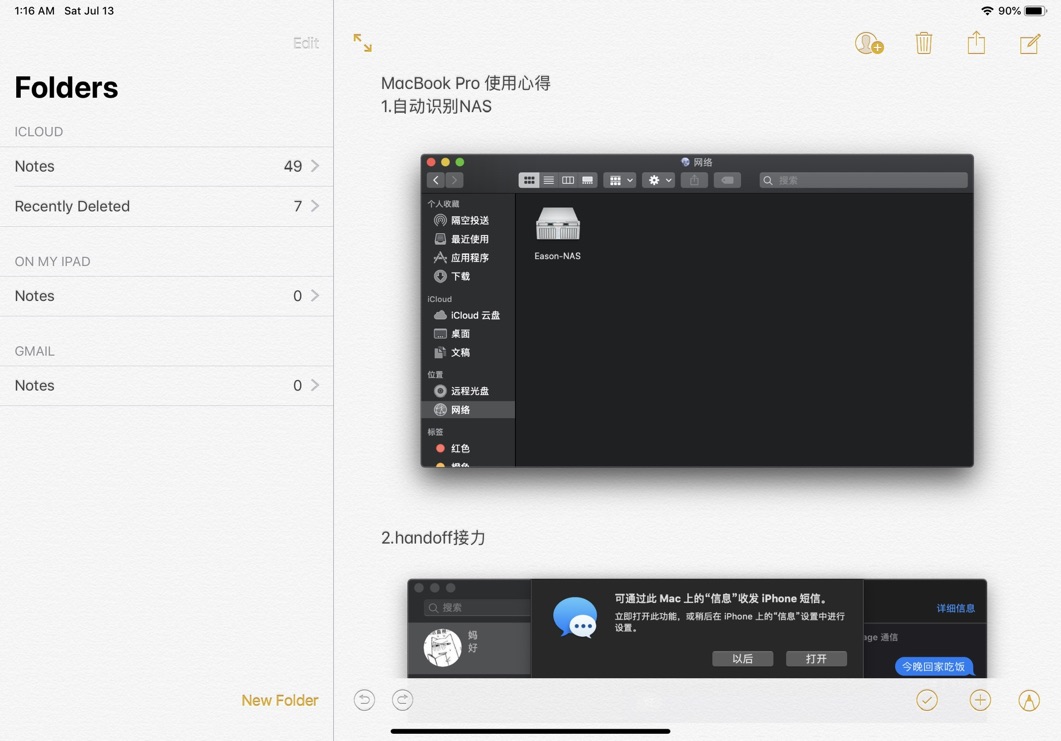 1:16 AM Sat Jul 13
90%
Edit
Folders
ICLOUD
Notes 49
Recently Deleted 7
ON MY IPAD
Notes 0
GMAIL
Notes 0
New Folder
MacBook Pro 使用心得
1.自动识别NAS
网络
搜索
个人收藏
隔空投送
最近使用
应用程序
下载
iCloud
iCloud 云盘
桌面
文稿
位置
远程光盘
网络
标签
红色
Eason-NAS
2.handoff接力
搜索
妈
好
可通过此 Mac 上的“信息”收发 iPhone 短信。
立即打开此功能，或稍后在 iPhone 上的“信息”设置中进行
设置。
以后
打开
详细信息
age 通信
今晚回家吃饭